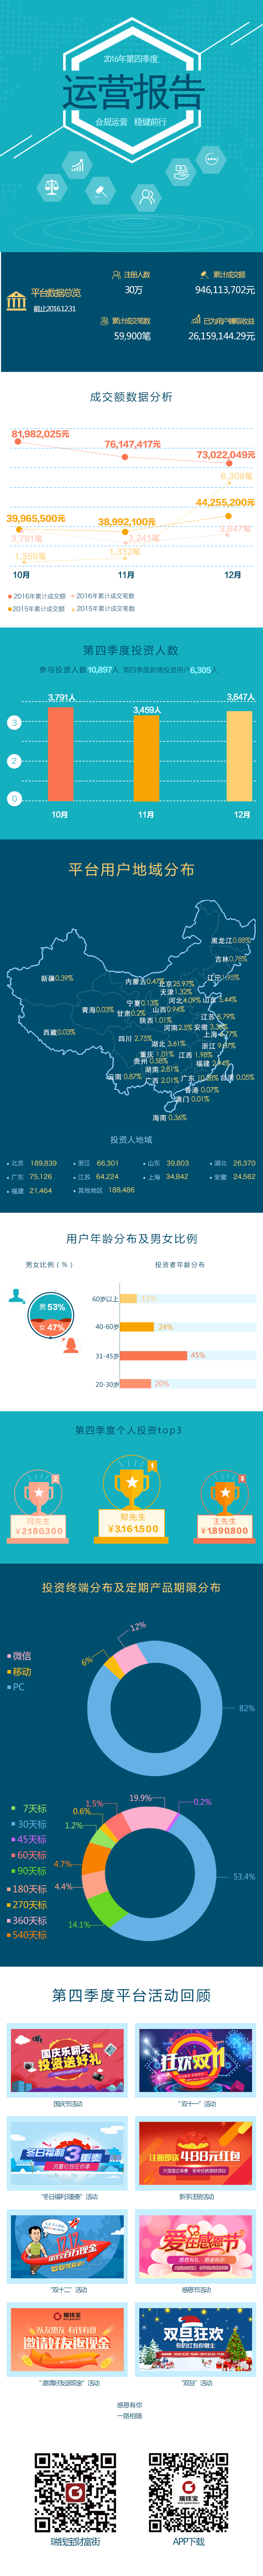 2016年第四季度
运营报告
合规运营 稳健前行
平台数据总览
截止2016.12.31
注册人数
30万
累计成交额
946,113,702元
累计成交笔数
59,900笔
已为用户赚取收益
26,159,144.29元
成交额数据分析
81,982,025元
76,147,417元
73,022,049元
6,308笔
44,255,200元
39,965,500元
38,992,100元
3,791笔
3,241笔
3,647笔
1,359笔
1,332笔
10月 11月 12月
2016年累计成交额 2016年累计成交笔数
2015年累计成交额 2015年累计成交笔数
第四季度投资人数
参与投资人数10,897人 第四季度新增投资用户6,305人
3,791人
3,459人
3,647人
3
2
0
10月 11月 12月
平台用户地域分布
黑龙江0.88%
吉林0.78%
辽宁1.95%
新疆0.39%
内蒙古0.47%
北京25.97%
天津1.32%
宁夏0.13%
河北4.09%
山东5.44%
青海0.03%
甘肃0.2%
山西0.94%
陕西1.01%
江苏8.79%
河南2.5%
西藏0.03%
四川 2.75%
湖北 3.61%
浙江
重庆 1.01%
江西 1.98%
贵州 0.58%
湖南 2.81%
福建
云南 0.87%
广西 2.01%
广东
台湾 0.05%
香港 0.07%
澳门 0.01%
海南 0.36%
投资人地域
北京 189,839 浙江 66,301 山东 39,803 湖北 26,370
广东 75,126 江苏 64,224 上海 34,842 安徽 24,562
福建 21,464 其他地区 188,486
用户年龄分布及男女比例
男女比例（%） 投资者年龄分布
男 53%
女 47%
60岁以上 11%
40-60岁 24%
31-45岁 45%
20-30岁 20%
第四季度个人投资top3
2
何先生
¥2,180,300
1
郑先生
¥3,161,500
3
王先生
¥1,890,800
投资终端分布及定期产品期限分布
12%
6%
82%
微信
移动
PC
19.9%
0.2%
1.5%
0.6%
1.2%
4.7%
4.4%
14.1%
53.4%
7天标
30天标
45天标
60天标
90天标
180天标
270天标
360天标
540天标
第四季度平台活动回顾
国庆乐翻天
投资送好礼
国庆节活动
狂欢双11
“双十一”活动
冬日福利3重奏
“冬日福利3重奏”活动
注册即送488元红包
新手注册活动
“双十二”活动
爱在感恩节
感恩节活动
瑞钱宝
邀请好友返现金
“邀请好友返现金”活动
双旦狂欢
你的红包你做主
“双旦”活动
感恩有你
一路相随
瑞钱宝财富街
瑞钱宝
APP下载